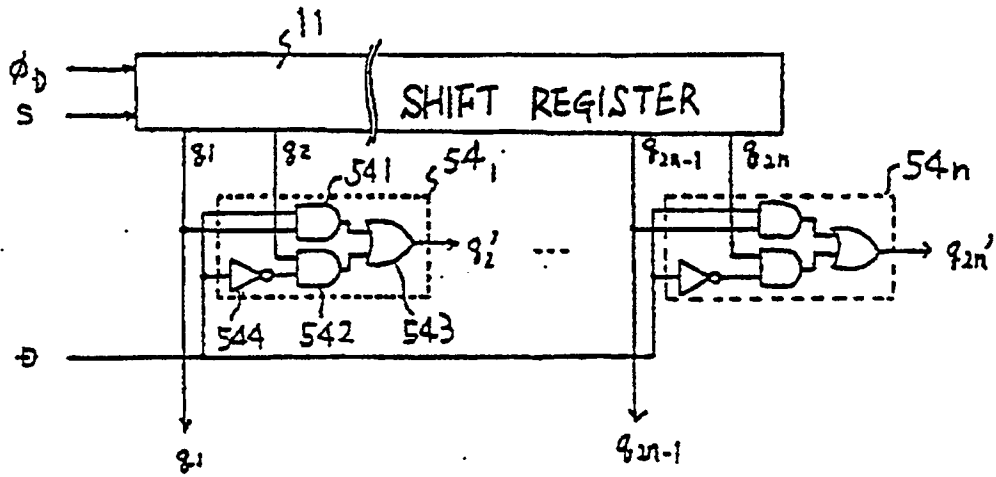 11
φD
S
SHIFT REGISTER
q1
q2
q2n-1
q2n
541
54₁
54n
q2'
---
q2n'
544
542
543
D
q1
q2n-1